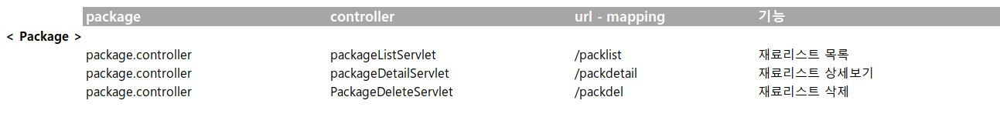 package controller url - mapping 기능
< Package >
package.controller packageListServlet /packlist 재료리스트 목록
package.controller packageDetailServlet /packdetail 재료리스트 상세보기
package.controller PackageDeleteServlet /packdel 재료리스트 삭제